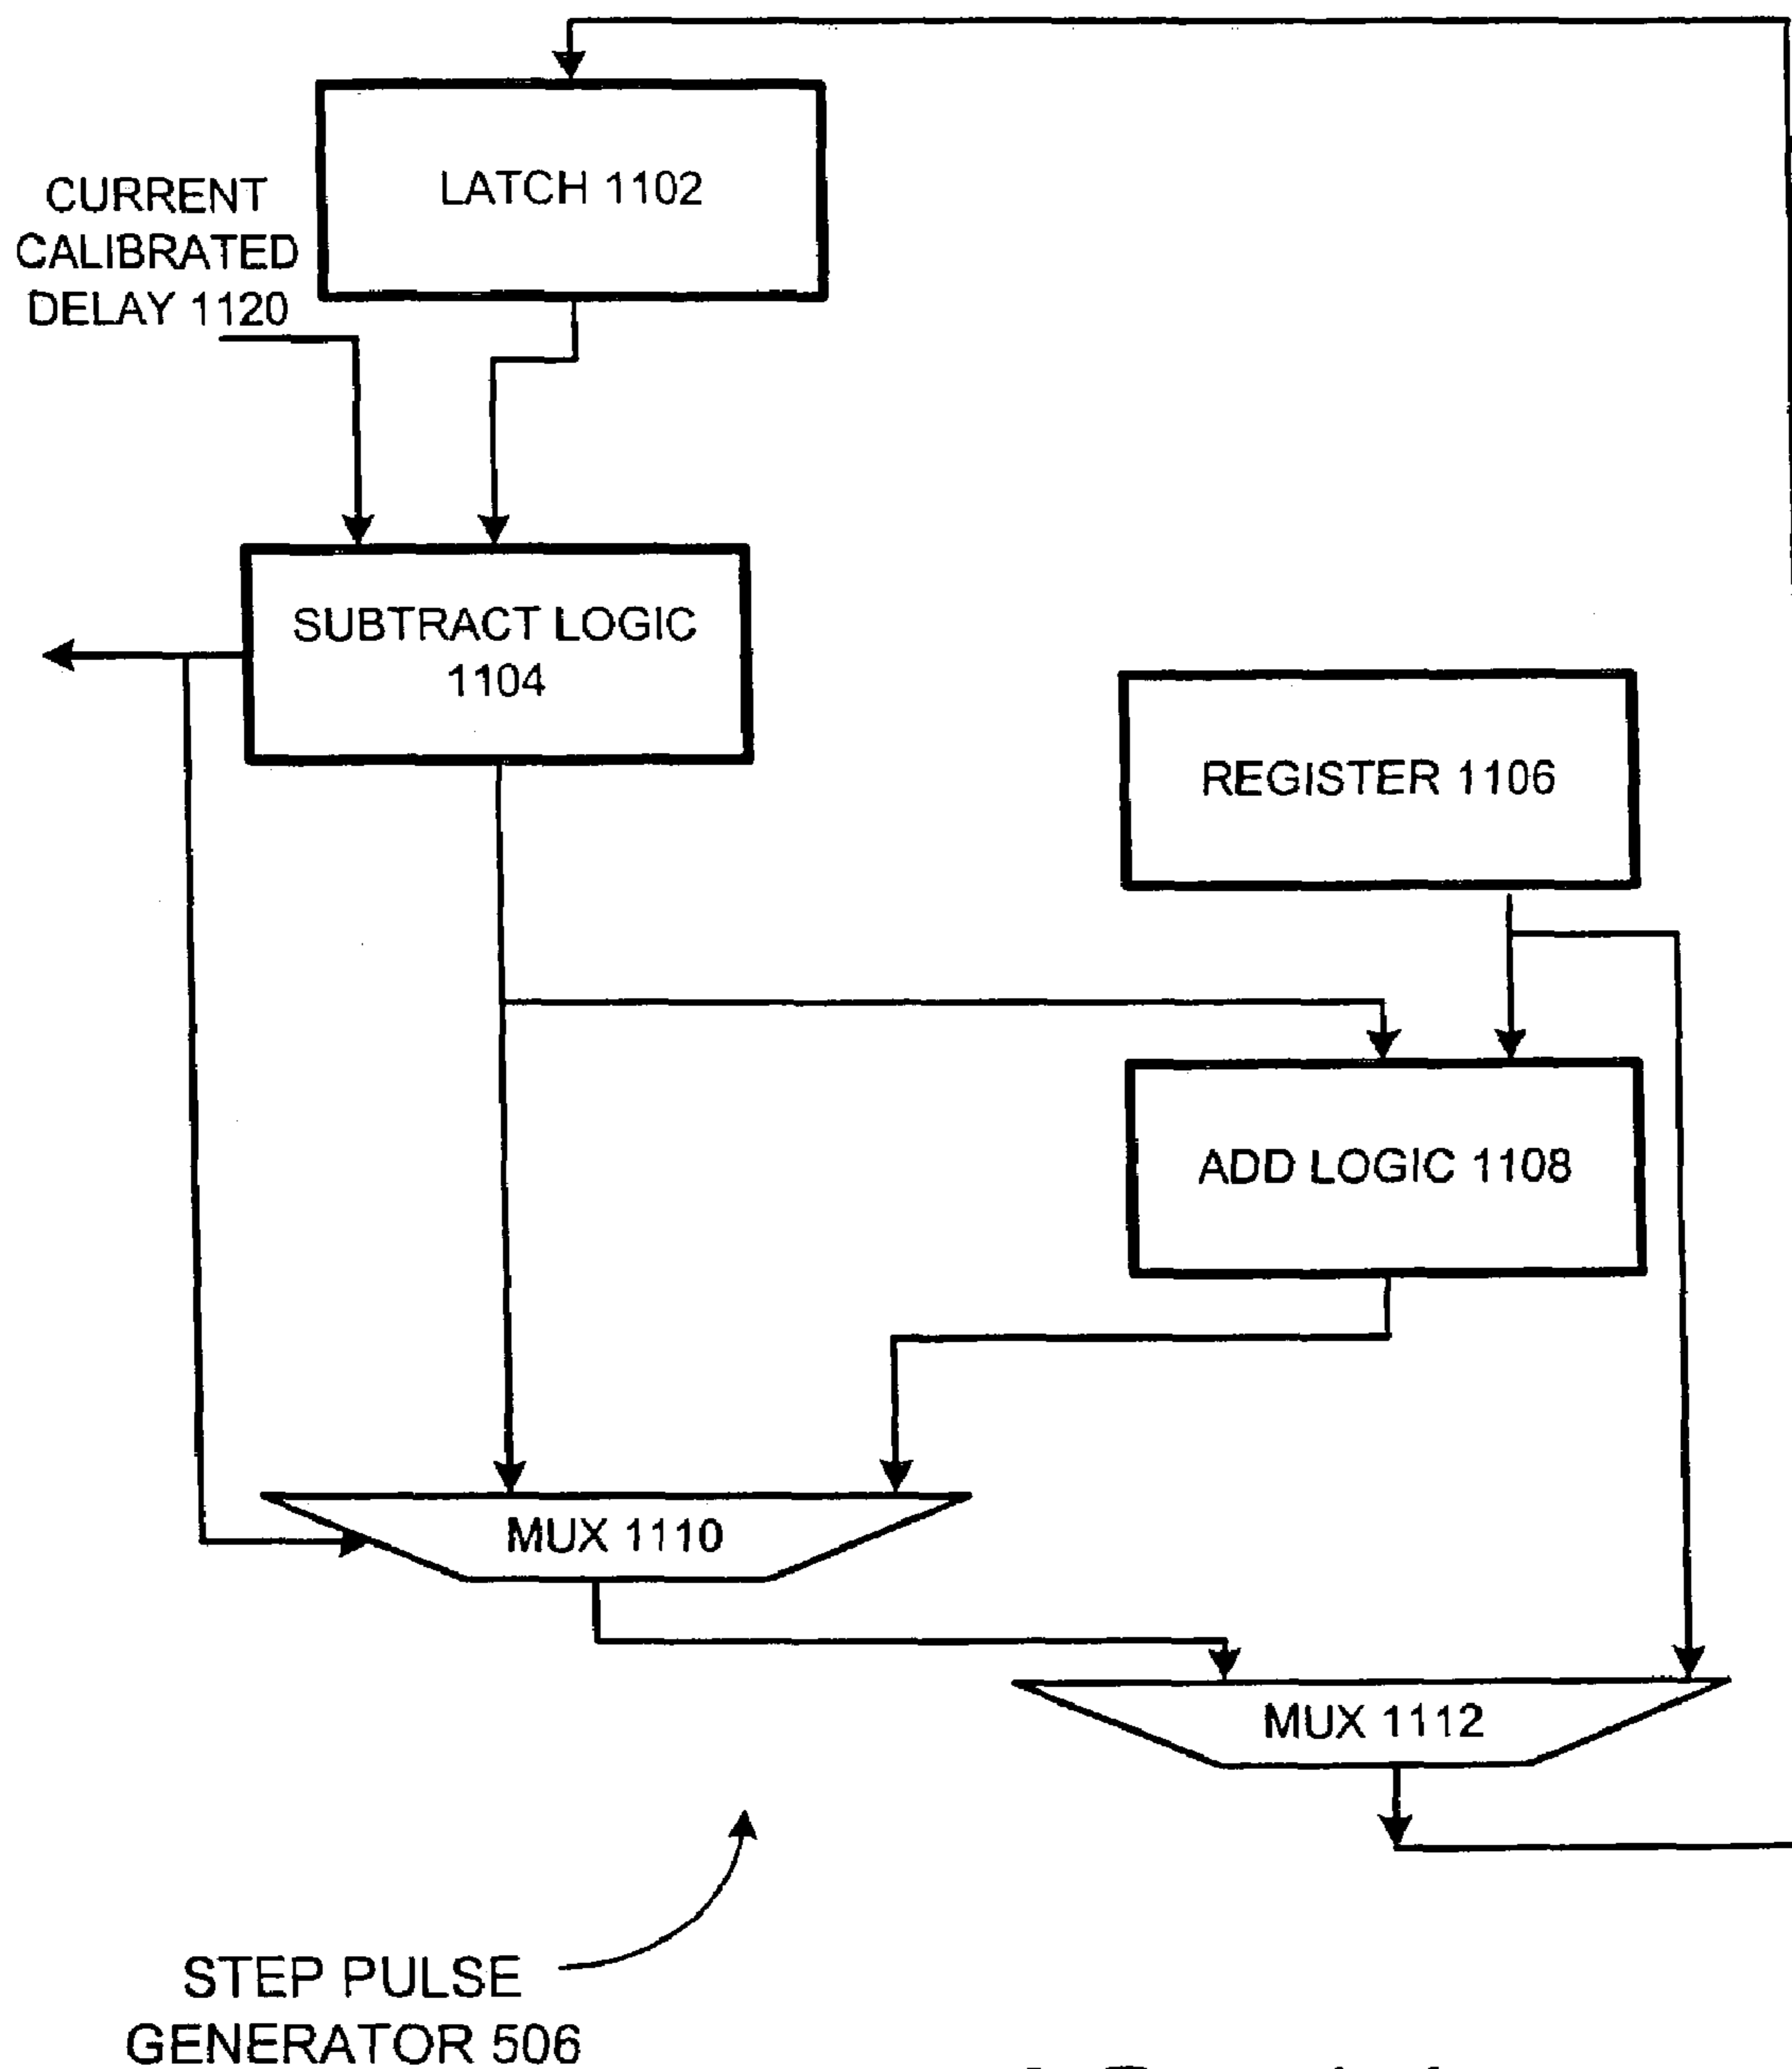 LATCH 1102
CURRENT
CALIBRATED
DELAY 1120
SUBTRACT LOGIC
1104
REGISTER 1106
ADD LOGIC 1108
MUX 1110
MUX 1112
STEP PULSE
GENERATOR 506